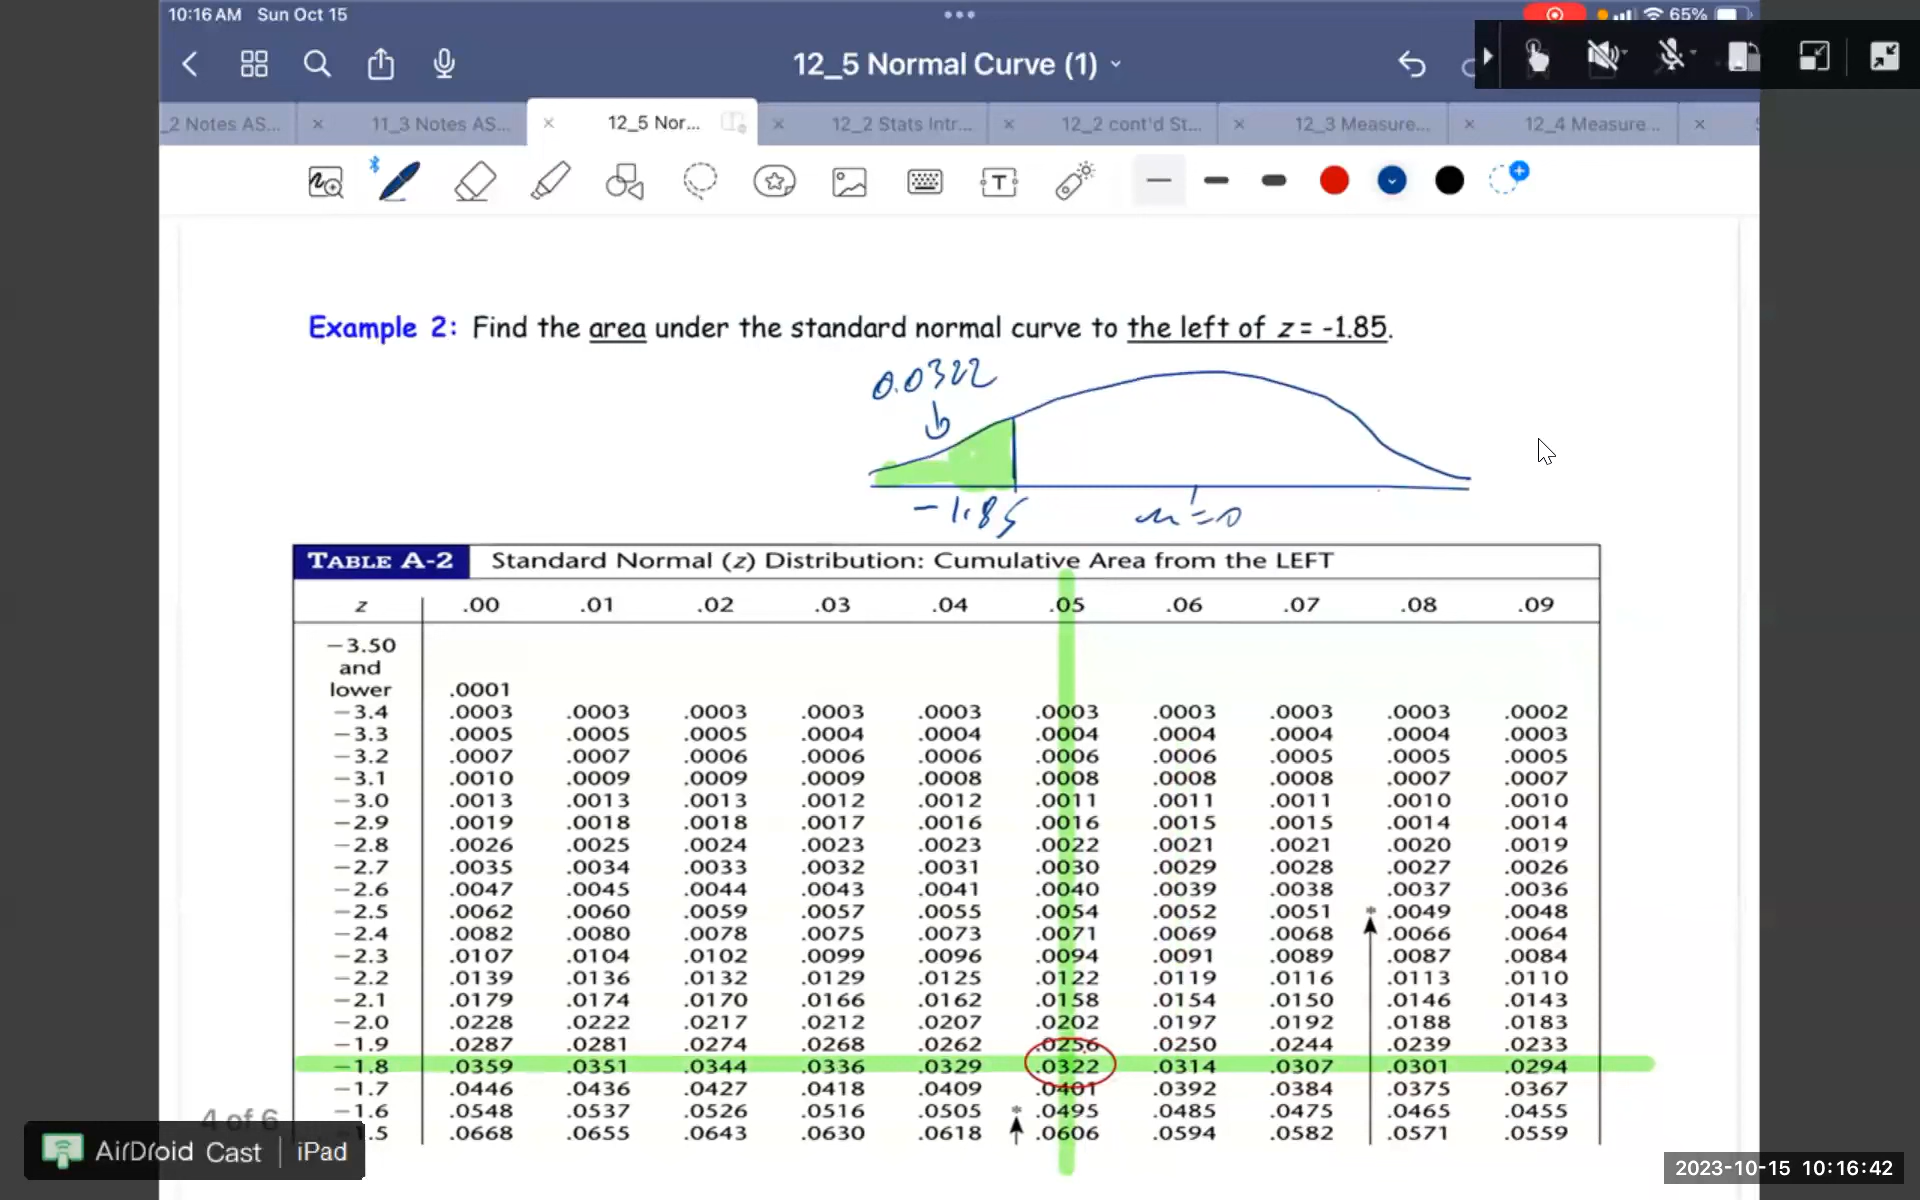 10:16 AM Sun Oct 15
65%
12_5 Normal Curve (1)
_2 Notes AS... 11_3 Notes AS... 12_5 Nor... 12_2 Stats Intr... 12_2 cont'd St... 12_3 Measure... 12_4 Measure...
Example 2: Find the area under the standard normal curve to the left of z = -1.85.
0.0322
-1.85 μ=0
TABLE A-2 Standard Normal (z) Distribution: Cumulative Area from the LEFT
z .00 .01 .02 .03 .04 .05 .06 .07 .08 .09
−3.50
and
lower .0001
−3.4 .0003 .0003 .0003 .0003 .0003 .0003 .0003 .0003 .0003 .0002
−3.3 .0005 .0005 .0005 .0004 .0004 .0004 .0004 .0004 .0004 .0003
−3.2 .0007 .0007 .0006 .0006 .0006 .0006 .0006 .0005 .0005 .0005
−3.1 .0010 .0009 .0009 .0009 .0008 .0008 .0008 .0008 .0007 .0007
−3.0 .0013 .0013 .0013 .0012 .0012 .0011 .0011 .0011 .0010 .0010
−2.9 .0019 .0018 .0018 .0017 .0016 .0016 .0015 .0015 .0014 .0014
−2.8 .0026 .0025 .0024 .0023 .0023 .0022 .0021 .0021 .0020 .0019
−2.7 .0035 .0034 .0033 .0032 .0031 .0030 .0029 .0028 .0027 .0026
−2.6 .0047 .0045 .0044 .0043 .0041 .0040 .0039 .0038 .0037 .0036
−2.5 .0062 .0060 .0059 .0057 .0055 .0054 .0052 .0051 * .0049 .0048
−2.4 .0082 .0080 .0078 .0075 .0073 .0071 .0069 .0068 .0066 .0064
−2.3 .0107 .0104 .0102 .0099 .0096 .0094 .0091 .0089 .0087 .0084
−2.2 .0139 .0136 .0132 .0129 .0125 .0122 .0119 .0116 .0113 .0110
−2.1 .0179 .0174 .0170 .0166 .0162 .0158 .0154 .0150 .0146 .0143
−2.0 .0228 .0222 .0217 .0212 .0207 .0202 .0197 .0192 .0188 .0183
−1.9 .0287 .0281 .0274 .0268 .0262 .0256 .0250 .0244 .0239 .0233
−1.8 .0359 .0351 .0344 .0336 .0329 .0322 .0314 .0307 .0301 .0294
−1.7 .0446 .0436 .0427 .0418 .0409 .0401 .0392 .0384 .0375 .0367
−1.6 .0548 .0537 .0526 .0516 .0505 * .0495 .0485 .0475 .0465 .0455
1.5 .0668 .0655 .0643 .0630 .0618 .0606 .0594 .0582 .0571 .0559
4 of 6
AirDroid Cast | iPad
2023-10-15 10:16:42